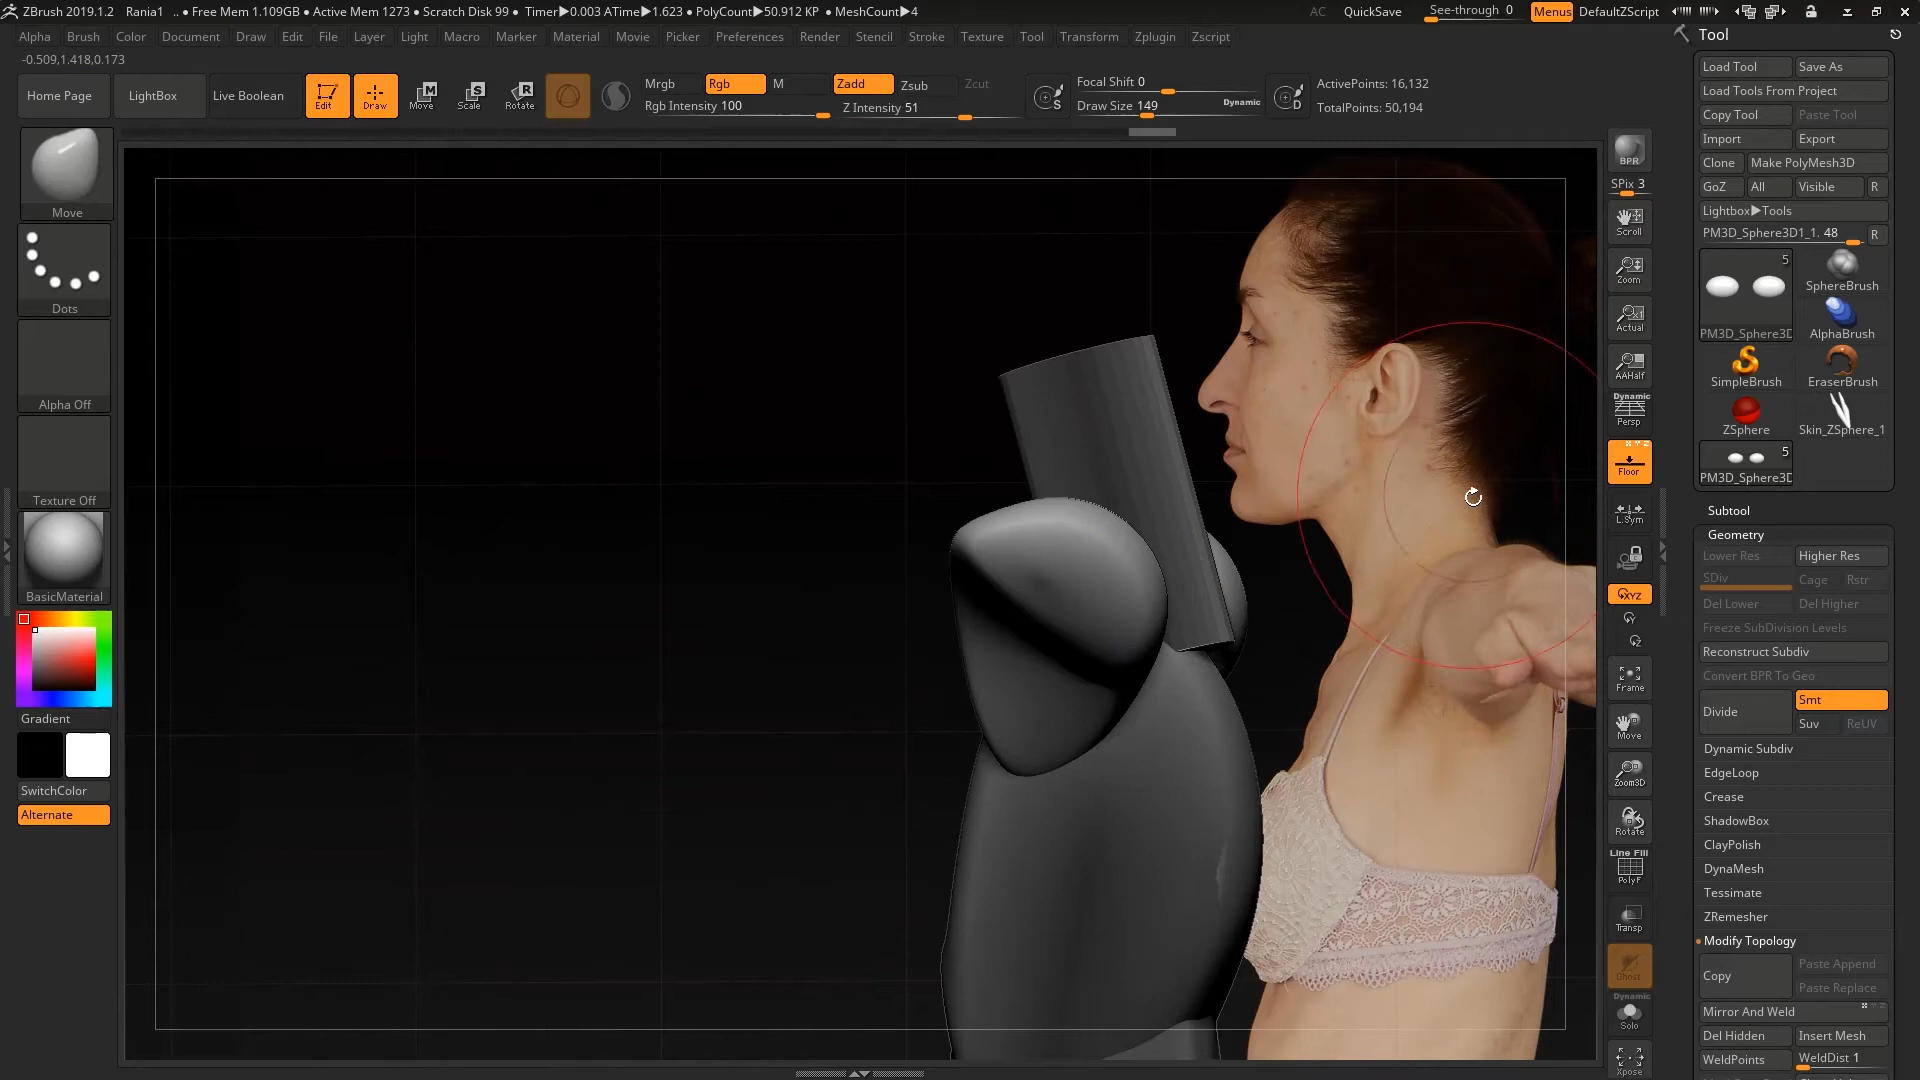 ZBrush 2019.1.2 Rania1 .. • Free Mem 1.109GB • Active Mem 1273 • Scratch Disk 99 • Timer▶0.003 ATime▶1.623 • PolyCount▶50.912 KP • MeshCount▶4 AC QuickSave See-through 0 Menus DefaultZScript
Alpha Brush Color Document Draw Edit File Layer Light Macro Marker Material Movie Picker Preferences Render Stencil Stroke Texture Tool Transform Zplugin Zscript
-0.509,1.418,0.173
Home Page LightBox Live Boolean Edit Draw Move Scale Rotate
Mrgb Rgb M Zadd Zsub Zcut
Rgb Intensity 100 Z Intensity 51
S
Focal Shift 0
Draw Size 149 Dynamic
D
ActivePoints: 16,132
TotalPoints: 50,194
Move
Dots
Alpha Off
Texture Off
BasicMaterial
Gradient
SwitchColor
Alternate
BPR
SPix 3
Scroll
Zoom
Actual
AAHalf
Dynamic
Persp
X Y Z
Floor
L.Sym
XYZ
Y
Z
Frame
Move
Zoom3D
Rotate
Line Fill
PolyF
Transp
Ghost
Dynamic
Solo
Xpose
Tool
Load Tool Save As
Load Tools From Project
Copy Tool Paste Tool
Import Export
Clone Make PolyMesh3D
GoZ All Visible R
Lightbox▶Tools
PM3D_Sphere3D1_1. 48 R
5
SphereBrush
PM3D_Sphere3D AlphaBrush
SimpleBrush EraserBrush
ZSphere Skin_ZSphere_1
5
PM3D_Sphere3D
Subtool
Geometry
Lower Res Higher Res
SDiv Cage Rstr
Del Lower Del Higher
Freeze SubDivision Levels
Reconstruct Subdiv
Convert BPR To Geo
Divide Smt
Suv ReUV
Dynamic Subdiv
EdgeLoop
Crease
ShadowBox
ClayPolish
DynaMesh
Tessimate
ZRemesher
Modify Topology
Copy Paste Append
Paste Replace
Mirror And Weld
Del Hidden Insert Mesh
WeldPoints WeldDist 1